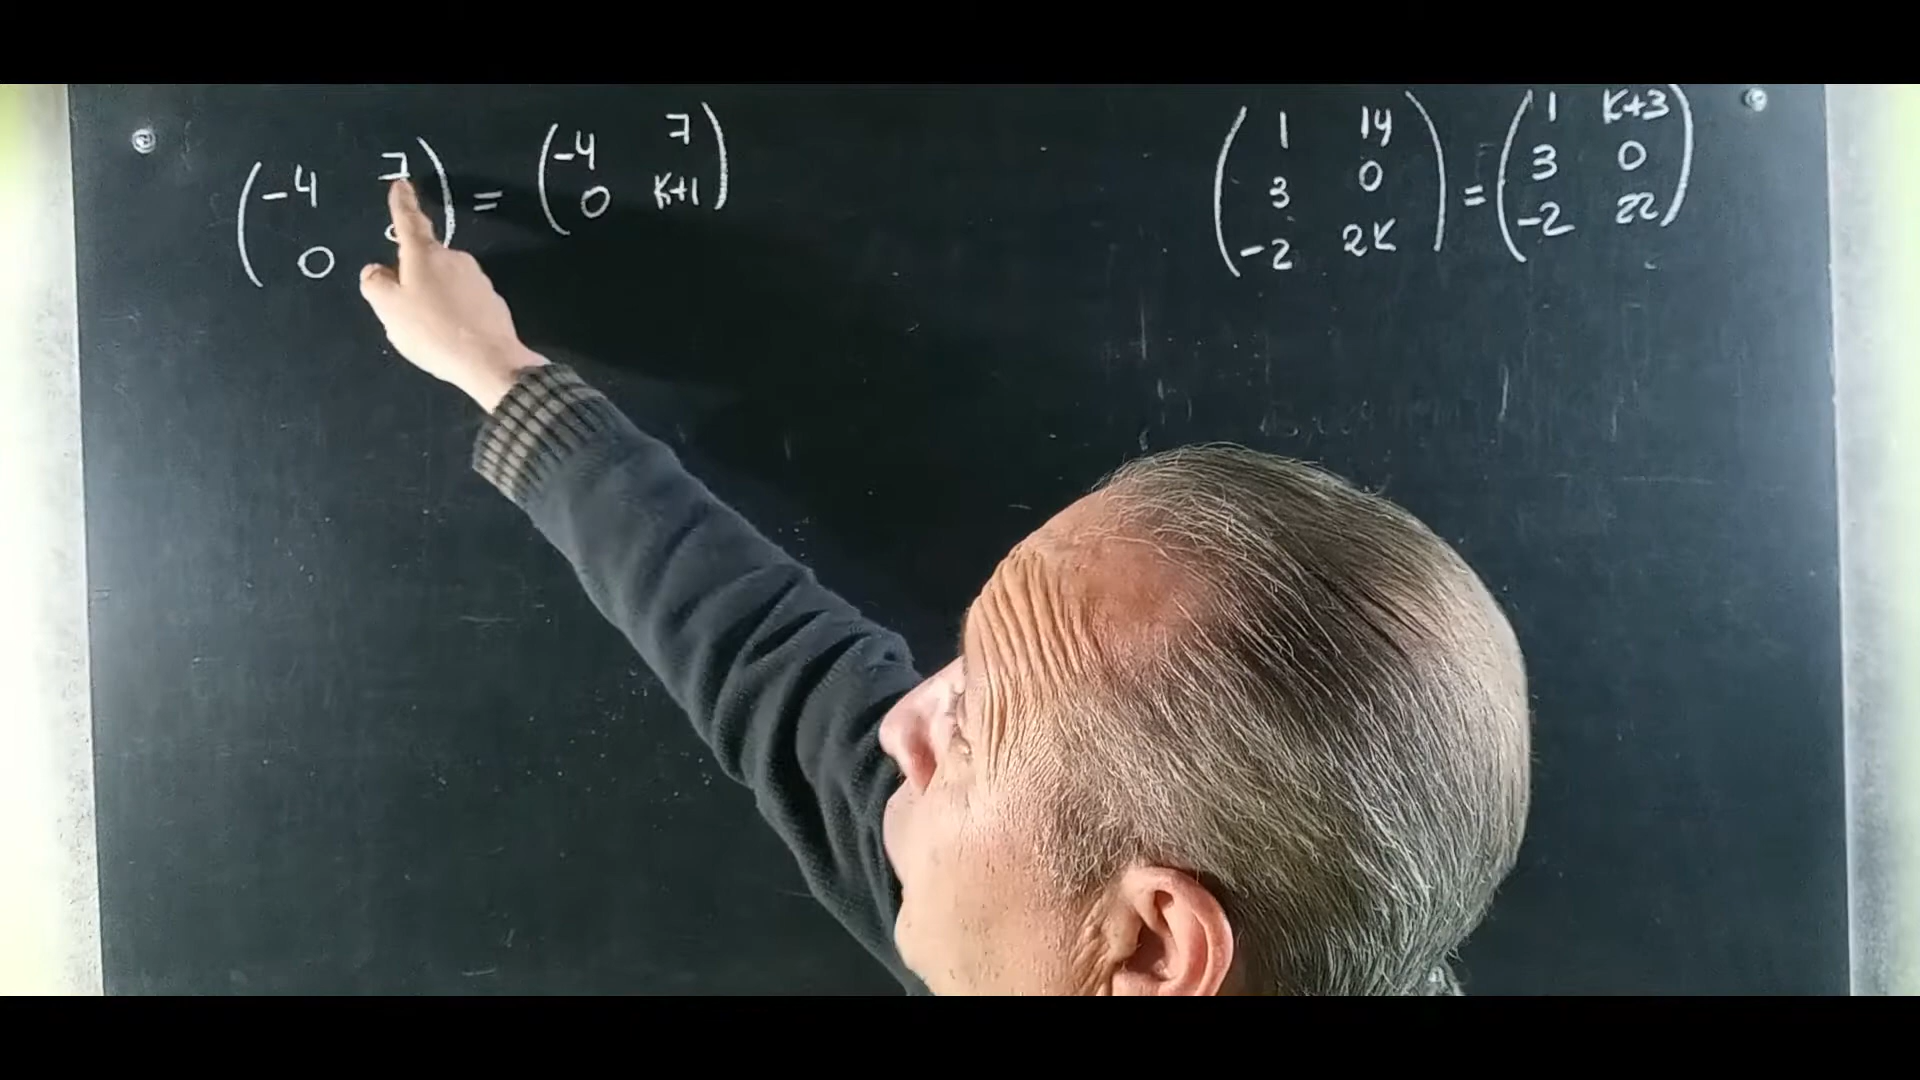 ( -4 7 ) = ( -4 7 )
( 0 ) ( 0 K+1 )
( 1 14 ) = ( 1 K+3 )
( 3 0 ) ( 3 0 )
( -2 2K ) ( -2 22 )